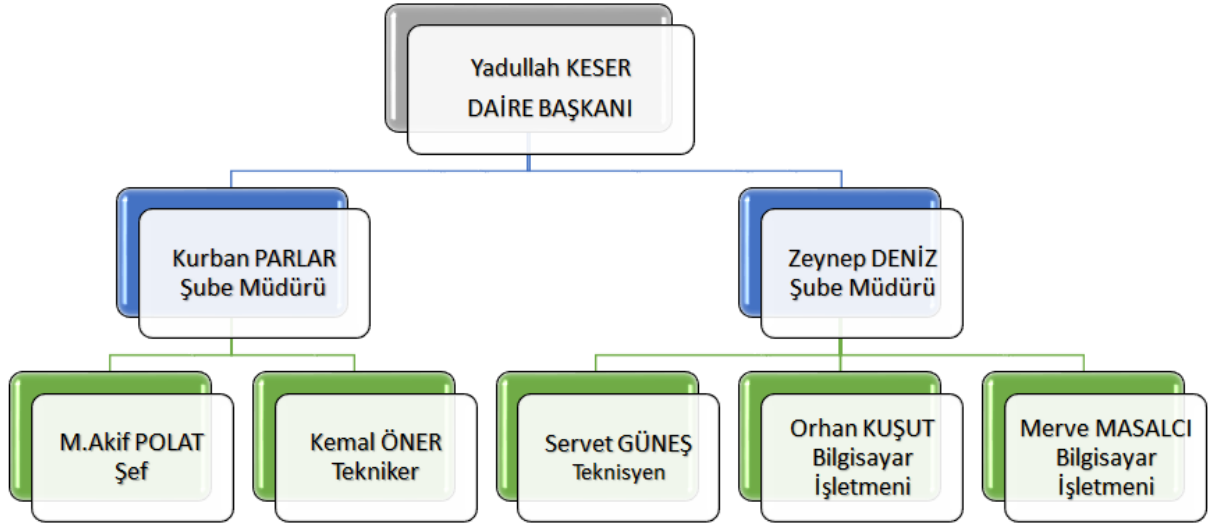 Yadullah KESER
DAİRE BAŞKANI
Kurban PARLAR
Şube Müdürü
Zeynep DENİZ
Şube Müdürü
M.Akif POLAT
Şef
Kemal ÖNER
Tekniker
Servet GÜNEŞ
Teknisyen
Orhan KUŞUT
Bilgisayar
İşletmeni
Merve MASALCI
Bilgisayar
İşletmeni